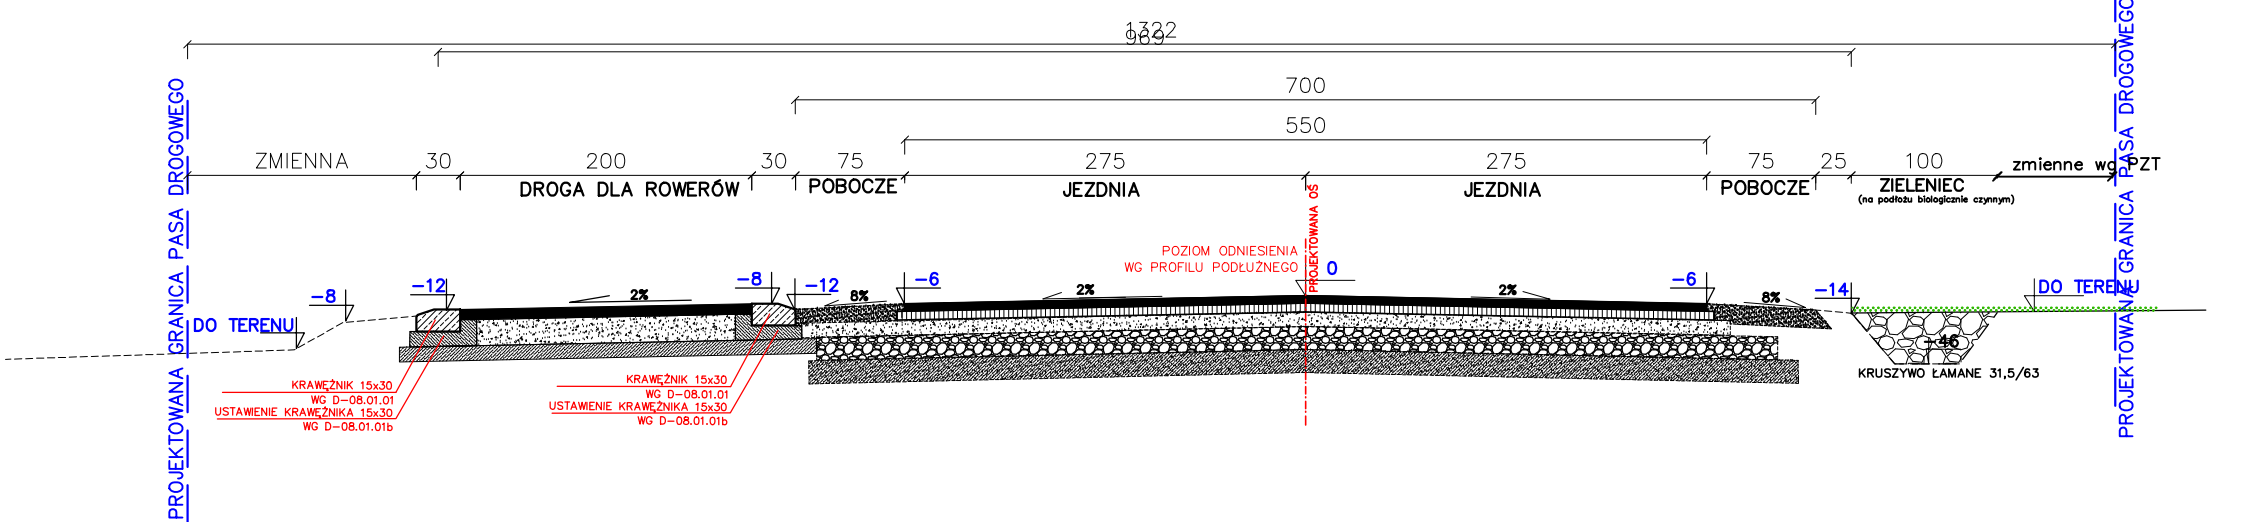 1322
969
700
550
ZMIENNA 30 200 30 75 275 275 75 25 100 zmienne wg PZT
DROGA DLA ROWERÓW POBOCZE JEZDNIA JEZDNIA POBOCZE ZIELENIEC
(na podłożu biologicznie czynnym)
PROJEKTOWANA GRANICA PASA DROGOWEGO
PROJEKTOWANA OŚ
PROJEKTOWANA GRANICA PASA DROGOWEGO
POZIOM ODNIESIENIA
WG PROFILU PODŁUŻNEGO
-8 -12 2% -8 -12 8% -6 2% 0 2% -6 8% -14 DO TERENU
DO TERENU
-46
KRUSZYWO ŁAMANE 31,5/63
KRAWĘŻNIK 15x30
WG D-08.01.01
USTAWIENIE KRAWĘŻNIKA 15x30
WG D-08.01.01b
KRAWĘŻNIK 15x30
WG D-08.01.01
USTAWIENIE KRAWĘŻNIKA 15x30
WG D-08.01.01b